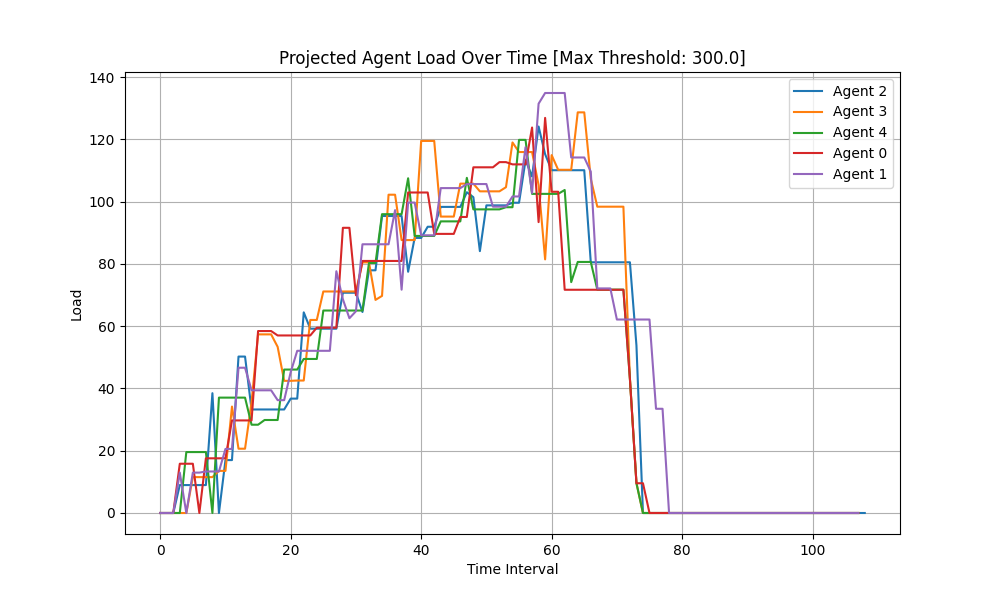 Projected Agent Load Over Time [Max Threshold: 300.0]
140
120
100
80
60
40
20
0
Load
0 20 40 60 80 100
Time Interval
Agent 2
Agent 3
Agent 4
Agent 0
Agent 1